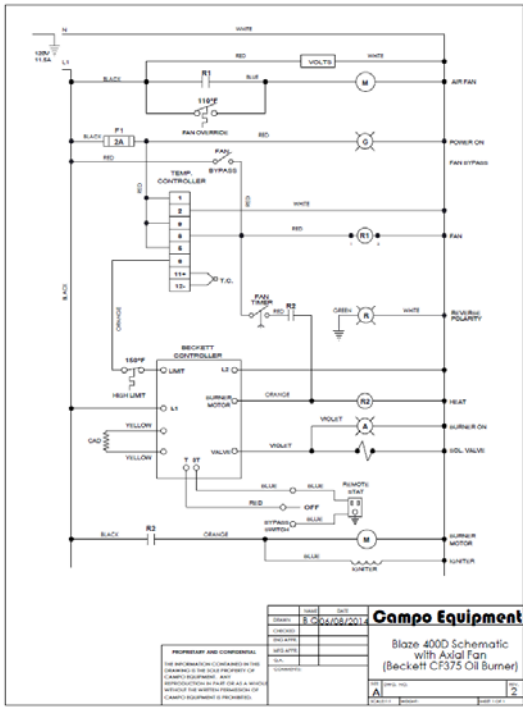 N WHITE
120V
11.5A
RED VOLTS WHITE
L1
BLACK R1 BLUE M AIR FAN
110°F
FAN OVERRIDE
F1
BLACK 2A RED G POWER ON
RED FAN BYPASS FAN BYPASS
TEMP. CONTROLLER
RED
RED
1
2 WHITE
4
3 RED R1 FAN
5
6
11+
12- T.C.
BLACK
ORANGE
FAN TIMER RED R2 GREEN R WHITE REVERSE POLARITY
BECKETT CONTROLLER
150°F
HIGH LIMIT
LIMIT L2
BURNER MOTOR ORANGE R2 HEAT
L1
YELLOW
CAD
YELLOW
VIOLET A BURNER ON
VALVE VIOLET SOL. VALVE
T
BLUE BLUE REMOTE STAT
RED OFF
BYPASS SWITCH BLUE
BLACK R2 ORANGE M BURNER MOTOR
BLUE IGNITER IGNITER
NAME DATE
DRAWN B.G 06/08/2014
CHECKED
ENG APPR.
MFG APPR.
Q.A.
COMMENTS:
Campo Equipment
Blaze 400D Schematic
with Axial Fan
(Beckett CF375 Oil Burner)
PROPRIETARY AND CONFIDENTIAL
THE INFORMATION CONTAINED IN THIS
DRAWING IS THE SOLE PROPERTY OF
CAMPO EQUIPMENT. ANY
REPRODUCTION IN PART OR AS A WHOLE
WITHOUT THE WRITTEN PERMISSION OF
CAMPO EQUIPMENT IS PROHIBITED.
SIZE DWG. NO. REV.
A 2
SCALE:1:1 WEIGHT: SHEET 1 OF 1